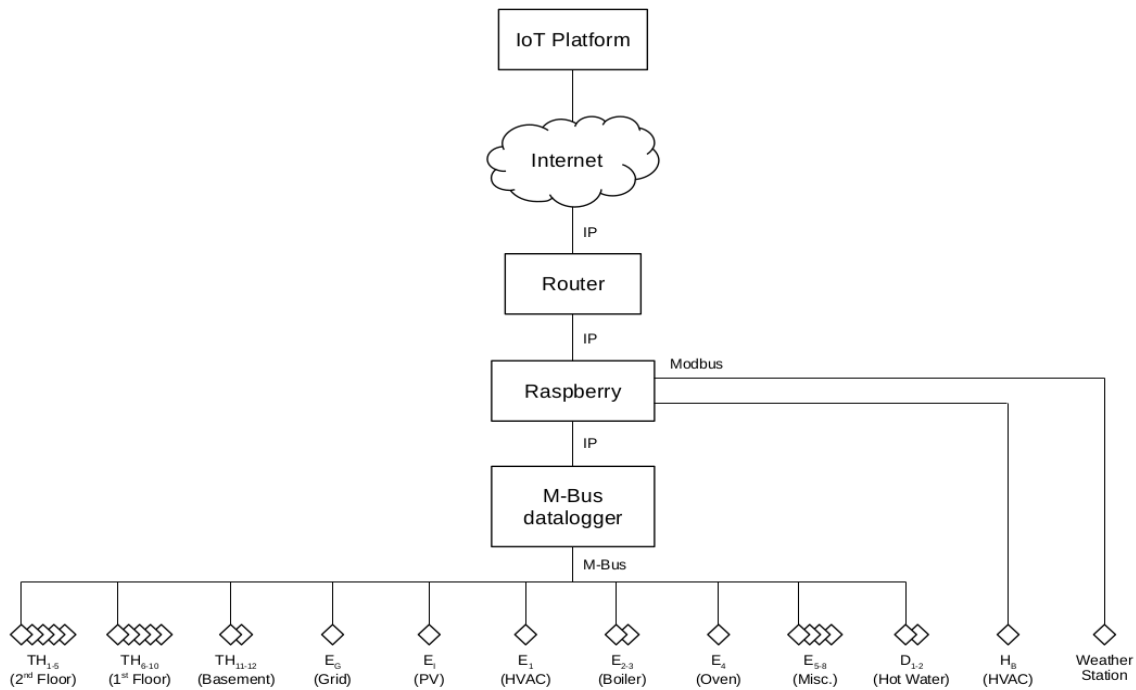 IoT Platform
Internet
IP
Router
IP
Modbus
Raspberry
IP
M-Bus
datalogger
M-Bus
TH1-5 TH6-10 TH11-12 EG EI E1 E2-3 E4 E5-8 D1-2 HB Weather
(2nd Floor) (1st Floor) (Basement) (Grid) (PV) (HVAC) (Boiler) (Oven) (Misc.) (Hot Water) (HVAC) Station